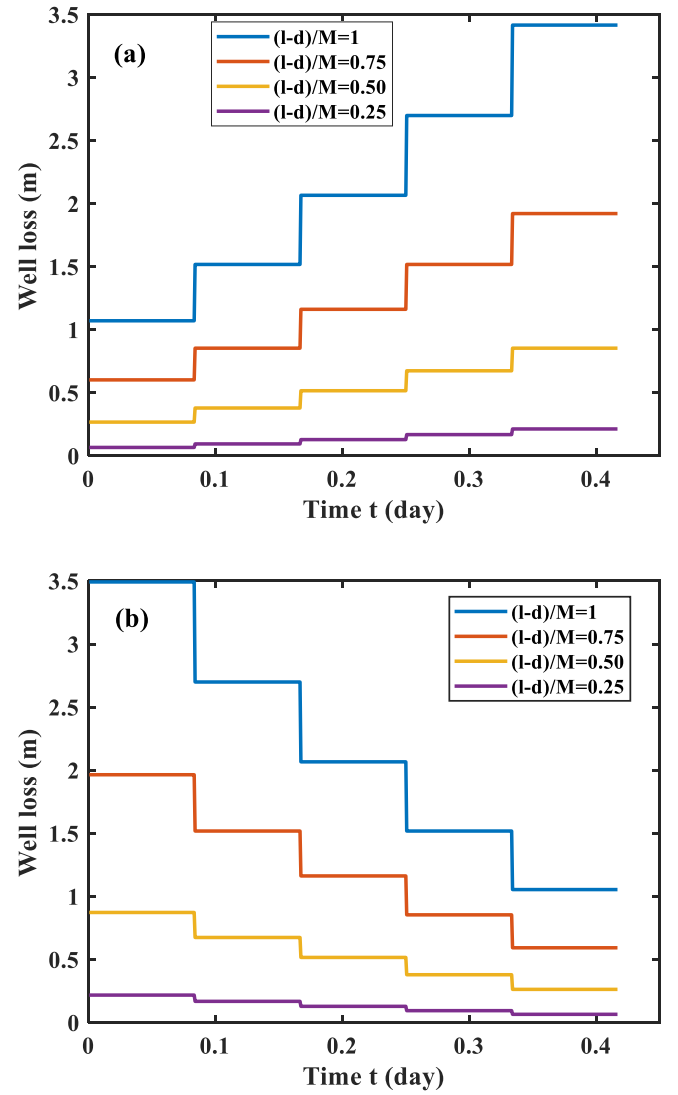 (a)
(l-d)/M=1
(l-d)/M=0.75
(l-d)/M=0.50
(l-d)/M=0.25
3.5
3
2.5
2
1.5
1
0.5
0
Well loss (m)
0 0.1 0.2 0.3 0.4
Time t (day)
(b)
(l-d)/M=1
(l-d)/M=0.75
(l-d)/M=0.50
(l-d)/M=0.25
3.5
3
2.5
2
1.5
1
0.5
0
Well loss (m)
0 0.1 0.2 0.3 0.4
Time t (day)